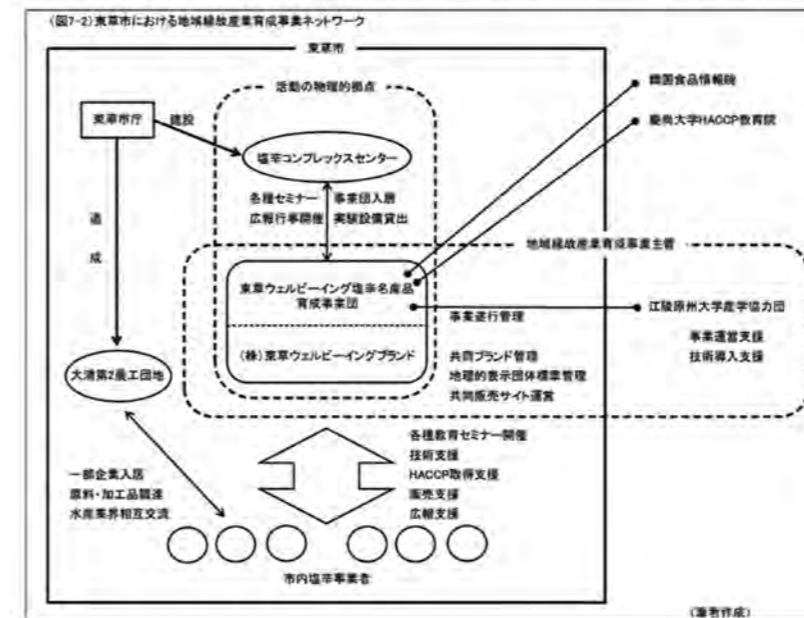 (図7-2)東草市における地域縁故産業育成事業ネットワーク
東草市
活動の物理的拠点
東草市庁
建設
塩辛コンプレックスセンター
韓国食品情報院
慶尚大学HACCP教育院
造
成
各種セミナー
広報行事開催
事業団入居
実験設備貸出
地域縁故産業育成事業主管
東草ウェルビーイング塩辛名産品
育成事業団
事業遂行管理
江陵原州大学産学協力団
事業運営支援
技術導入支援
(株)東草ウェルビーイングブランド
共同ブランド管理
地理的表示団体標章管理
共同販売サイト運営
大浦第2農工団地
各種教育セミナー開催
技術支援
HACCP取得支援
販売支援
広報支援
一部企業入居
原料・加工品調達
水産業界相互交流
市内塩辛事業者
(筆者作成)